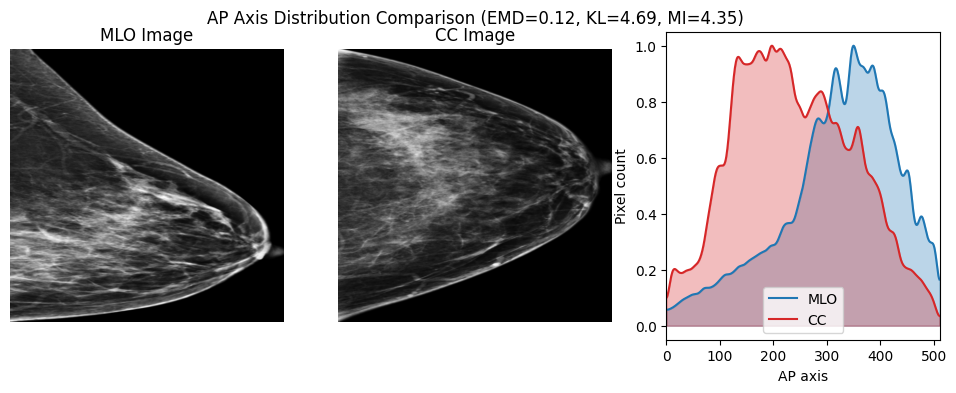 AP Axis Distribution Comparison (EMD=0.12, KL=4.69, MI=4.35)
MLO Image
CC Image
1.0
0.8
0.6
0.4
0.2
0.0
Pixel count
MLO
CC
0
100
200
300
400
500
AP axis